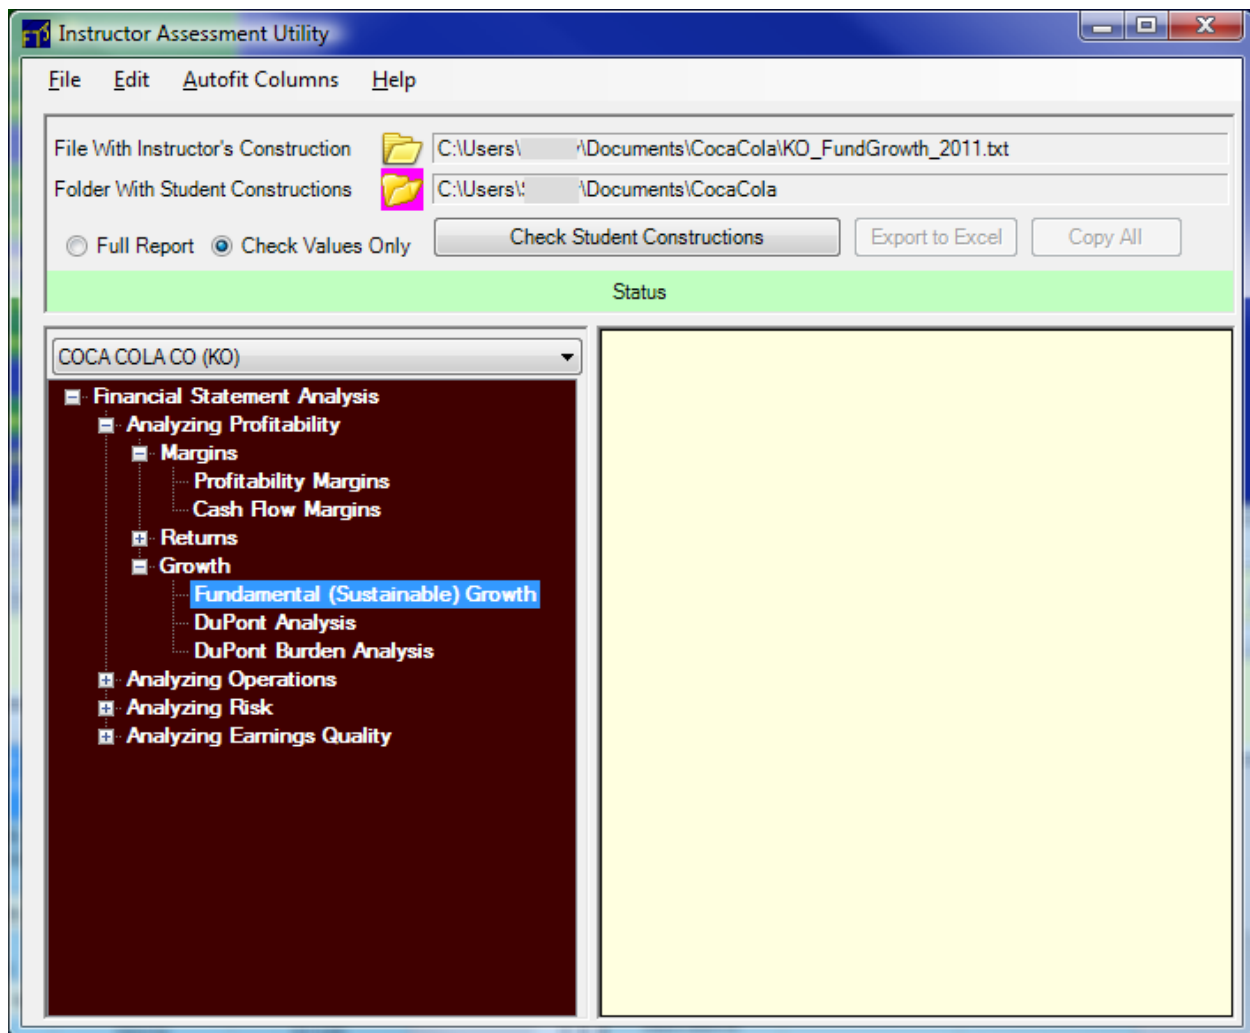 FTS Instructor Assessment Utility
File Edit Autofit Columns Help
File With Instructor's Construction C:\Users\ \Documents\CocaCola\KO_FundGrowth_2011.txt
Folder With Student Constructions C:\Users\ \Documents\CocaCola
Full Report Check Values Only Check Student Constructions Export to Excel Copy All
Status
COCA COLA CO (KO)
Financial Statement Analysis
Analyzing Profitability
Margins
Profitability Margins
Cash Flow Margins
Returns
Growth
Fundamental (Sustainable) Growth
DuPont Analysis
DuPont Burden Analysis
Analyzing Operations
Analyzing Risk
Analyzing Earnings Quality